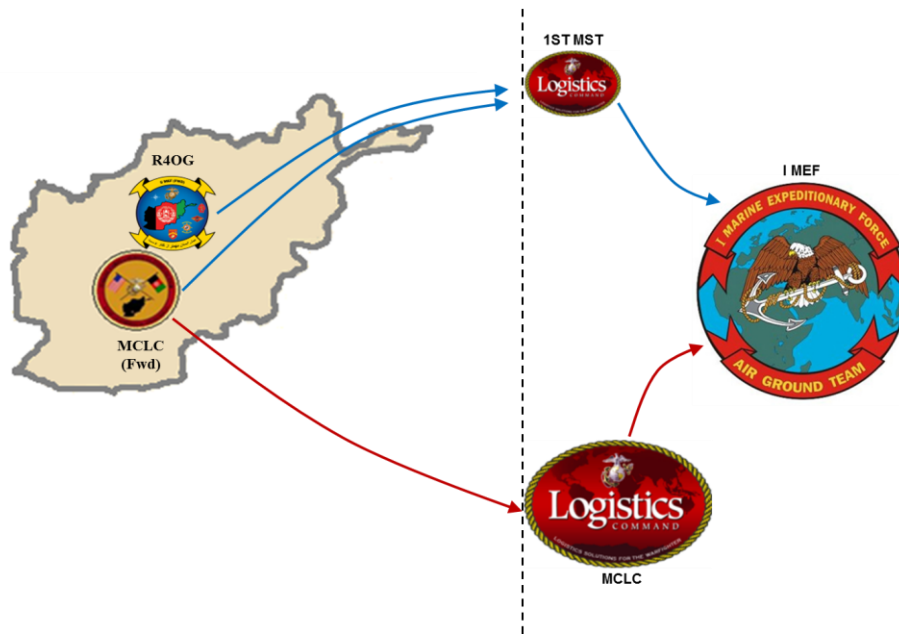 1ST MST
Logistics
COMMAND
R4OG
I MEF
I MARINE EXPEDITIONARY FORCE
AIR GROUND TEAM
MCLC
(Fwd)
Logistics
COMMAND
LOGISTICS SOLUTIONS FOR THE WARFIGHTER
MCLC